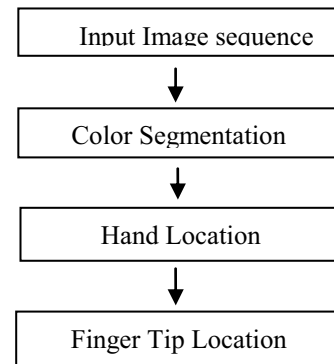 Input Image sequence
Color Segmentation
Hand Location
Finger Tip Location